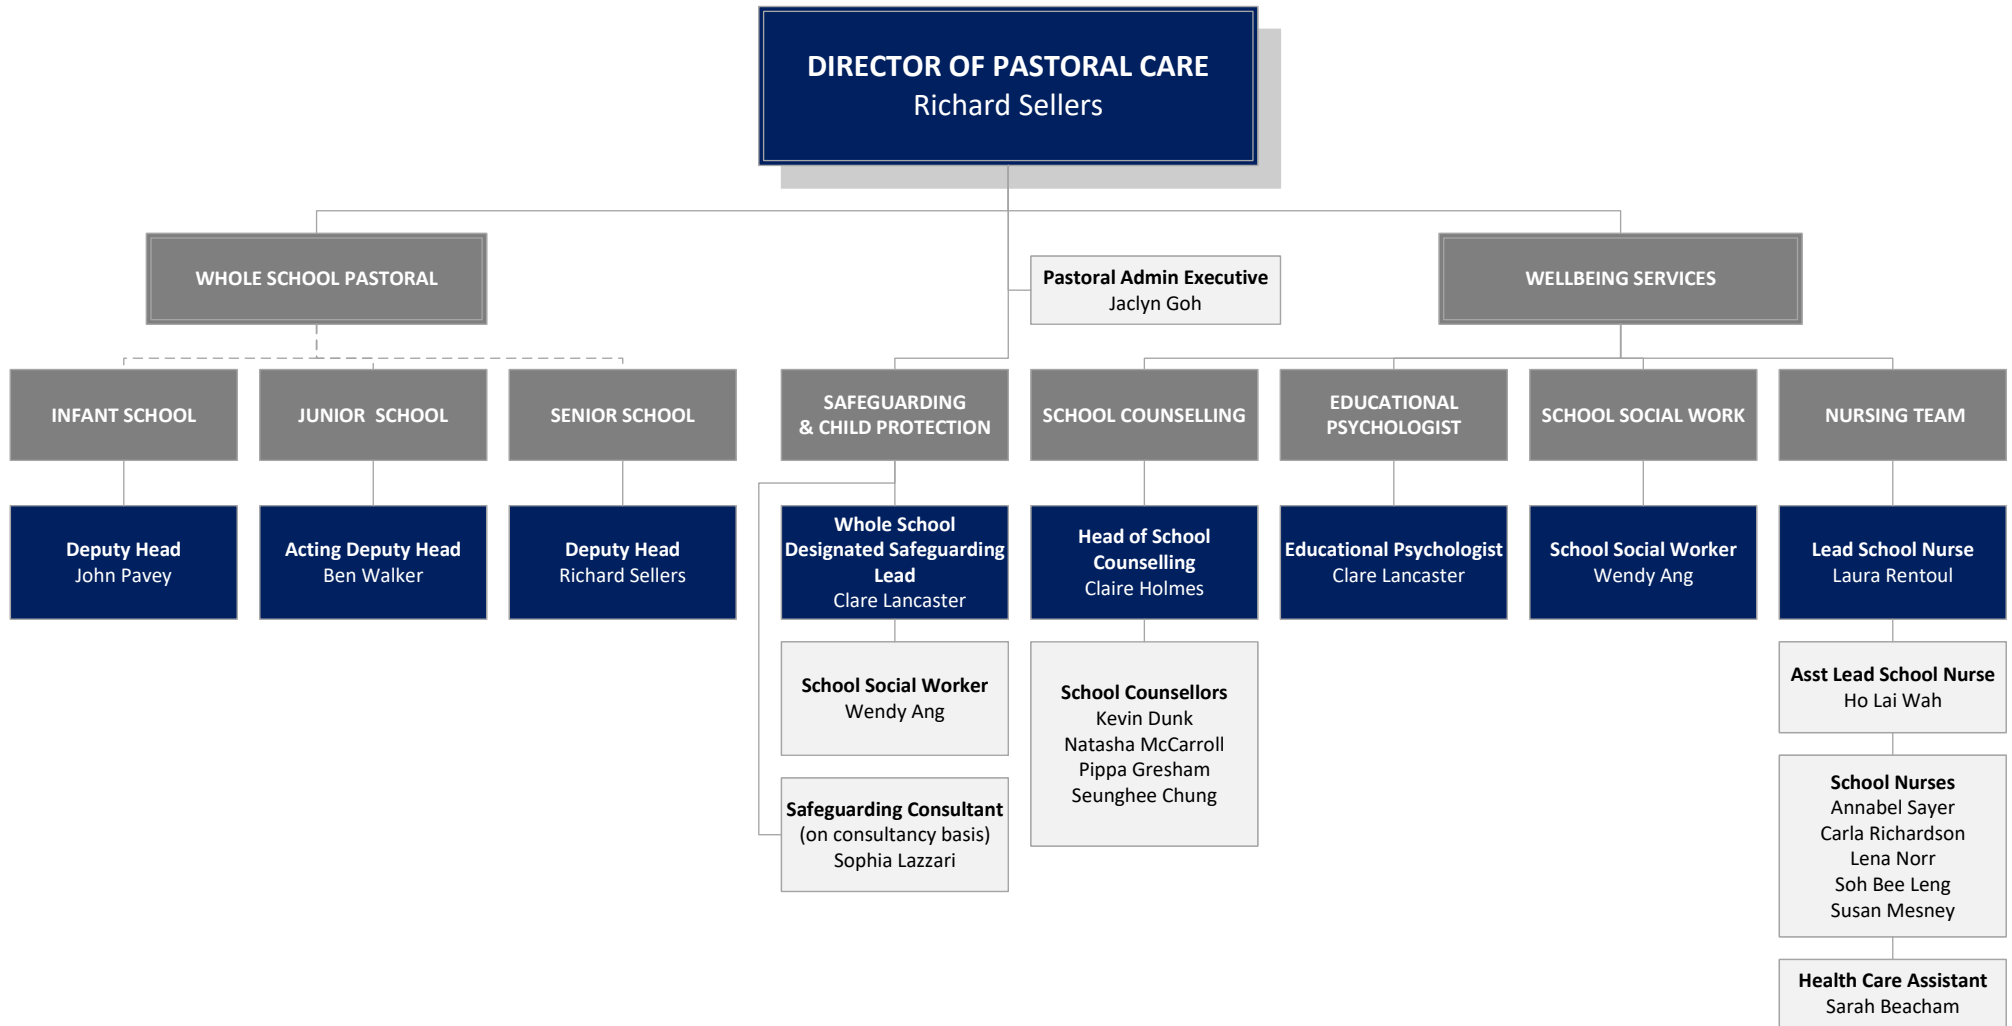 DIRECTOR OF PASTORAL CARE
Richard Sellers
WHOLE SCHOOL PASTORAL
Pastoral Admin Executive
Jaclyn Goh
WELLBEING SERVICES
INFANT SCHOOL
JUNIOR SCHOOL
SENIOR SCHOOL
SAFEGUARDING
& CHILD PROTECTION
SCHOOL COUNSELLING
EDUCATIONAL
PSYCHOLOGIST
SCHOOL SOCIAL WORK
NURSING TEAM
Deputy Head
John Pavey
Acting Deputy Head
Ben Walker
Deputy Head
Richard Sellers
Whole School
Designated Safeguarding
Lead
Clare Lancaster
Head of School
Counselling
Claire Holmes
Educational Psychologist
Clare Lancaster
School Social Worker
Wendy Ang
Lead School Nurse
Laura Rentoul
School Social Worker
Wendy Ang
School Counsellors
Kevin Dunk
Natasha McCarroll
Pippa Gresham
Seunghee Chung
Asst Lead School Nurse
Ho Lai Wah
Safeguarding Consultant
(on consultancy basis)
Sophia Lazzari
School Nurses
Annabel Sayer
Carla Richardson
Lena Norr
Soh Bee Leng
Susan Mesney
Health Care Assistant
Sarah Beacham